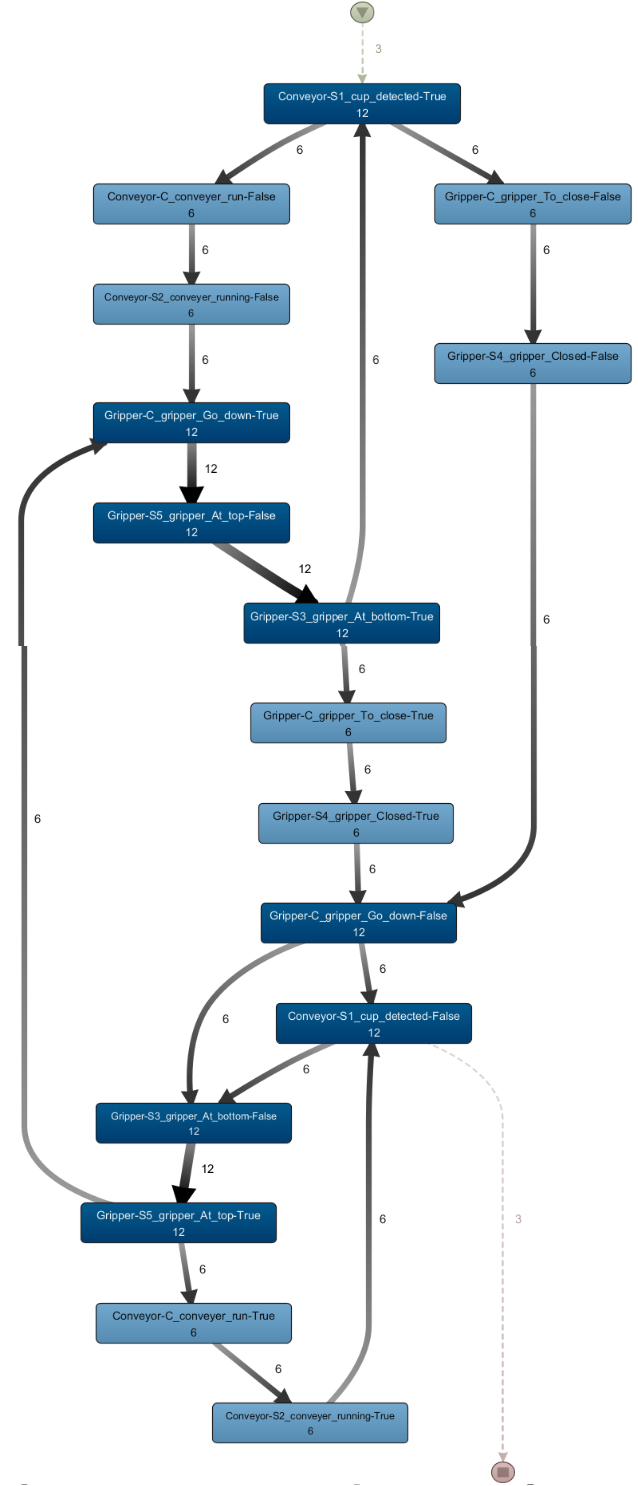 3
Conveyor-S1_cup_detected-True
12
6
6
Conveyor-C_conveyer_run-False
6
Gripper-C_gripper_To_close-False
6
6
6
Conveyor-S2_conveyer_running-False
6
6
6
Gripper-S4_gripper_Closed-False
6
Gripper-C_gripper_Go_down-True
12
12
Gripper-S5_gripper_At_top-False
12
12
Gripper-S3_gripper_At_bottom-True
12
6
6
Gripper-C_gripper_To_close-True
6
6
6
Gripper-S4_gripper_Closed-True
6
6
Gripper-C_gripper_Go_down-False
12
6
6
Conveyor-S1_cup_detected-False
12
6
Gripper-S3_gripper_At_bottom-False
12
12
Gripper-S5_gripper_At_top-True
12
6
3
6
Conveyor-C_conveyer_run-True
6
6
Conveyor-S2_conveyer_running-True
6